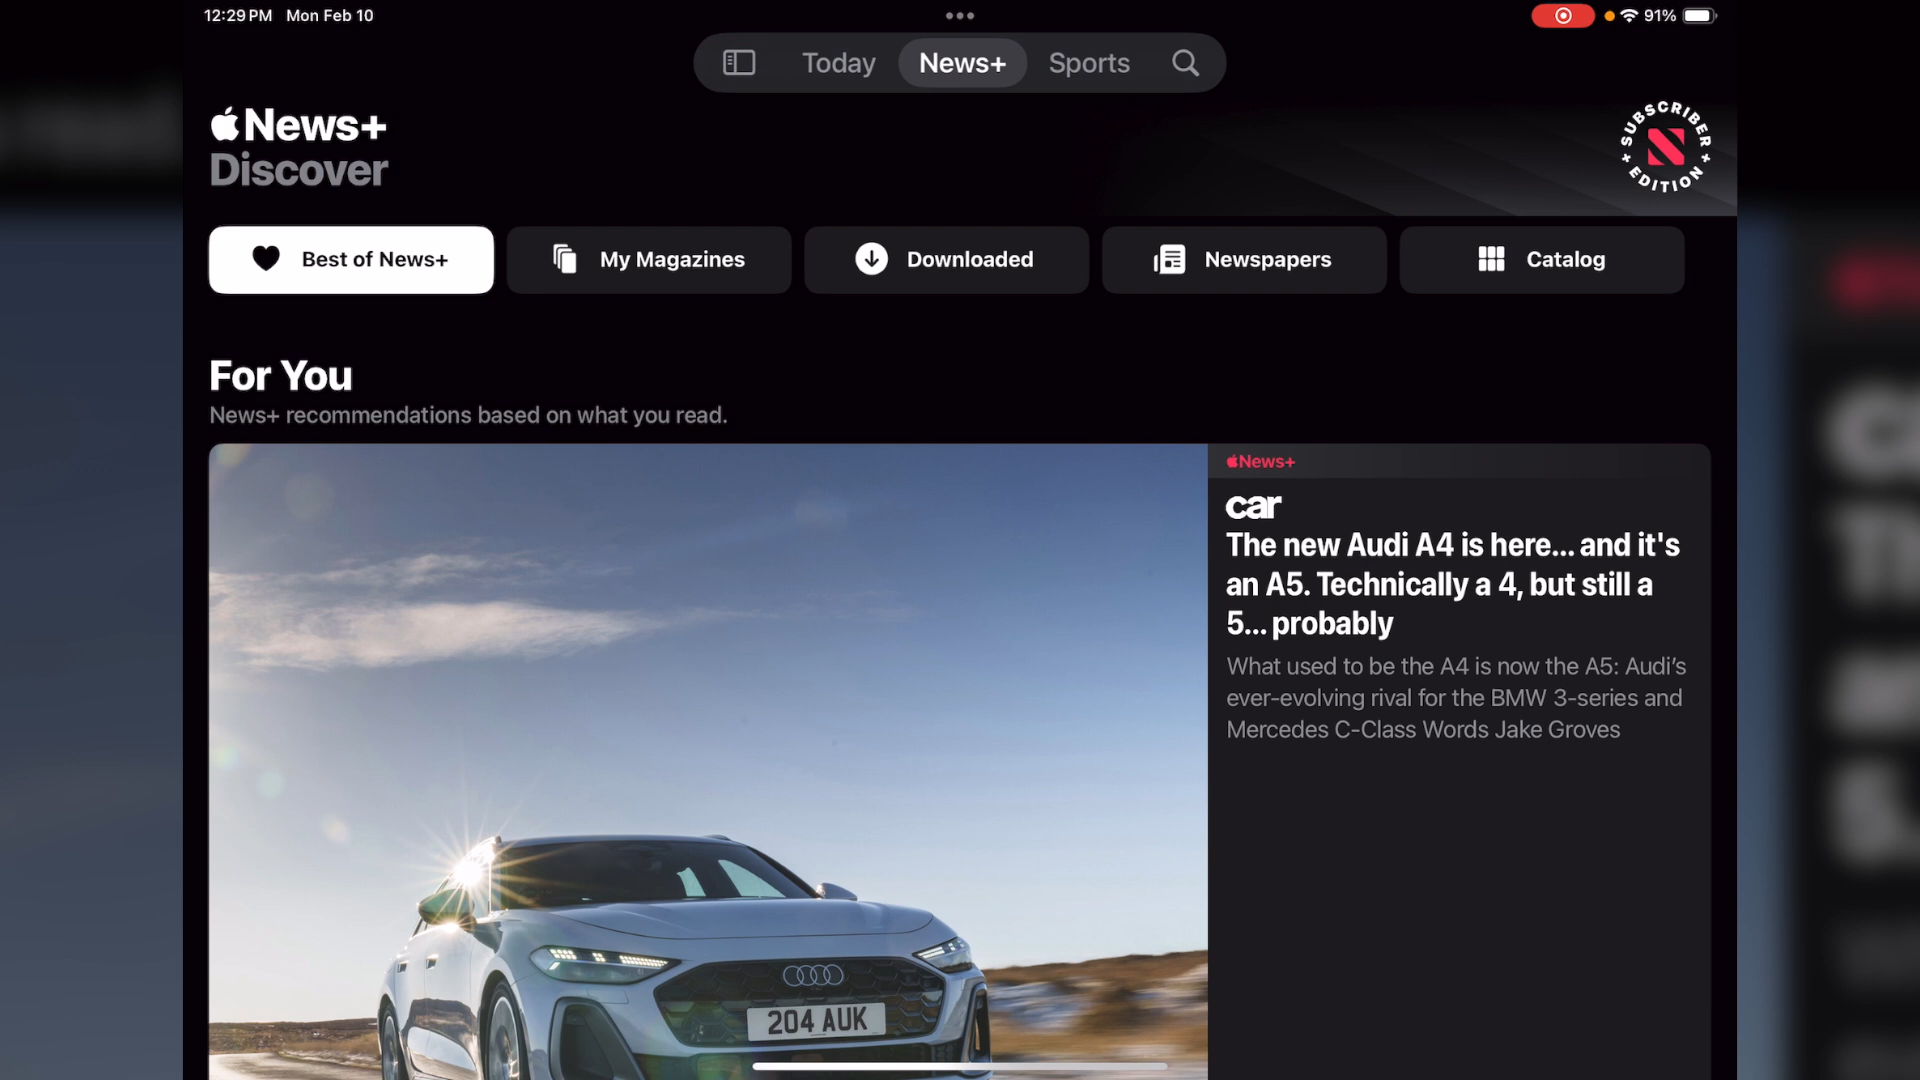 12:29 PM Mon Feb 10
91%
Today
News+
Sports
News+
Discover
SUBSCRIBER
EDITION
Best of News+
My Magazines
Downloaded
Newspapers
Catalog
For You
News+ recommendations based on what you read.
News+
car
The new Audi A4 is here... and it's
an A5. Technically a 4, but still a
5... probably
What used to be the A4 is now the A5: Audi’s
ever-evolving rival for the BMW 3-series and
Mercedes C-Class Words Jake Groves
204 AUK